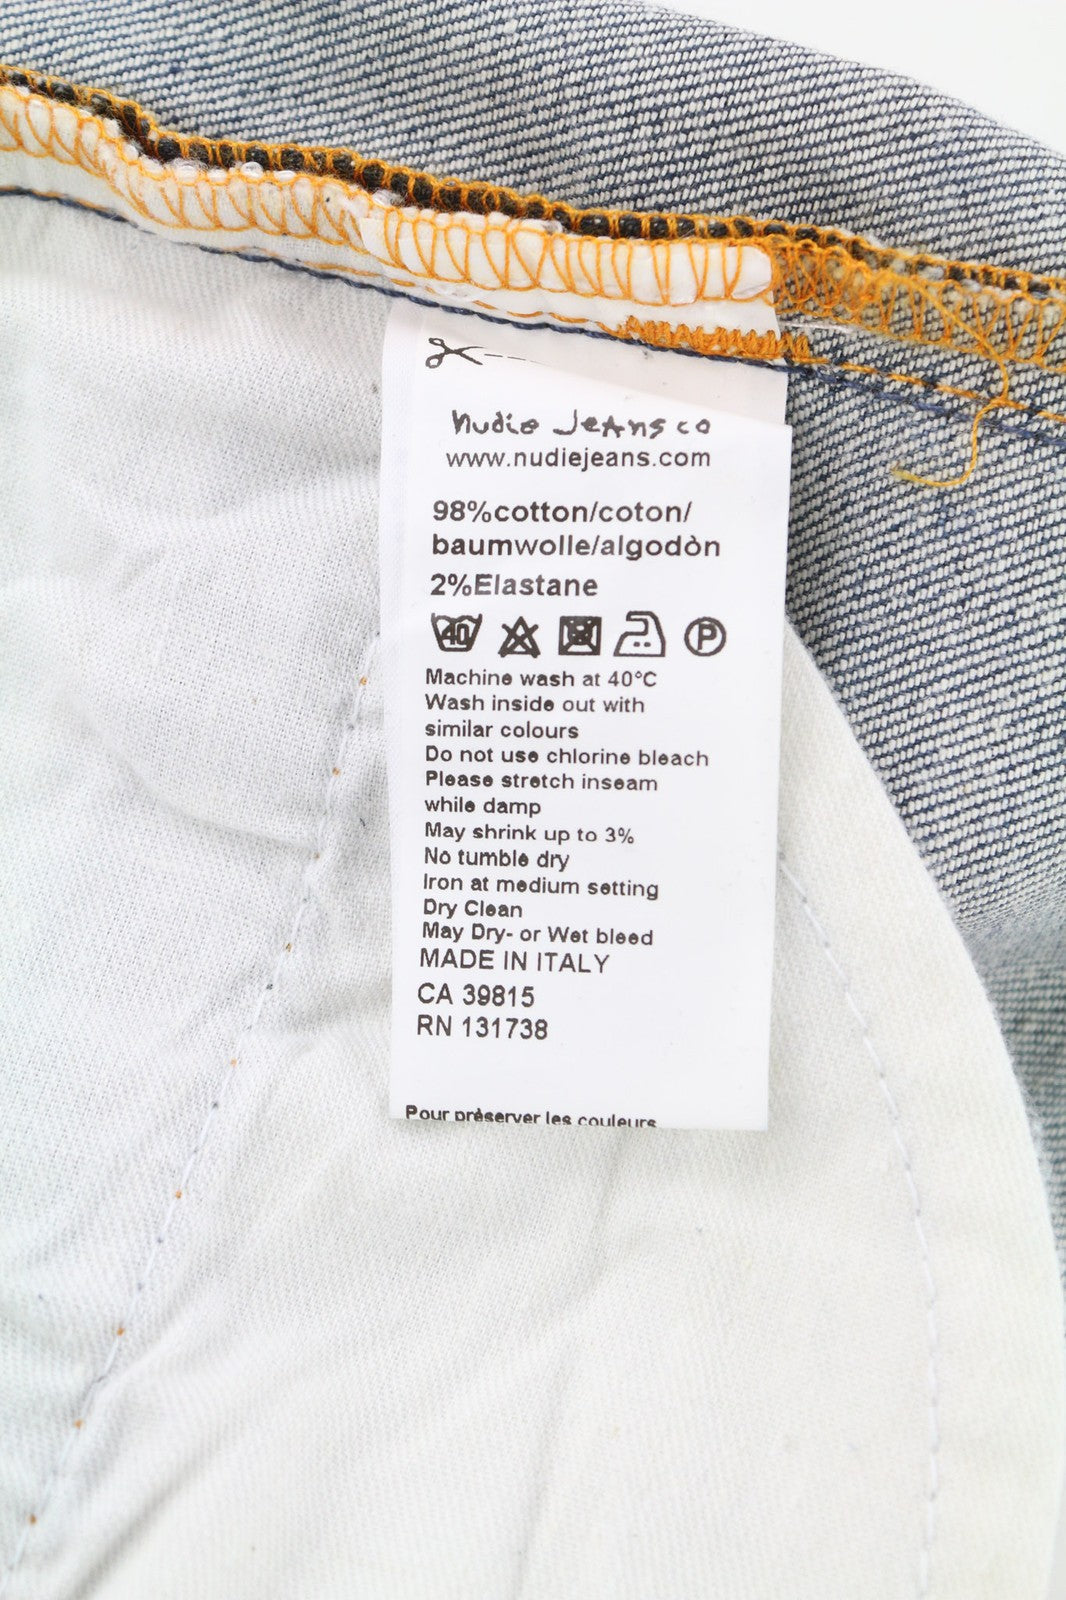 nudie Jeans co
www.nudiejeans.com
98%cotton/coton/
baumwolle/algodòn
2%Elastane
40 P
Machine wash at 40°C
Wash inside out with
similar colours
Do not use chlorine bleach
Please stretch inseam
while damp
May shrink up to 3%
No tumble dry
Iron at medium setting
Dry Clean
May Dry- or Wet bleed
MADE IN ITALY
CA 39815
RN 131738
Pour prèserver les couleurs